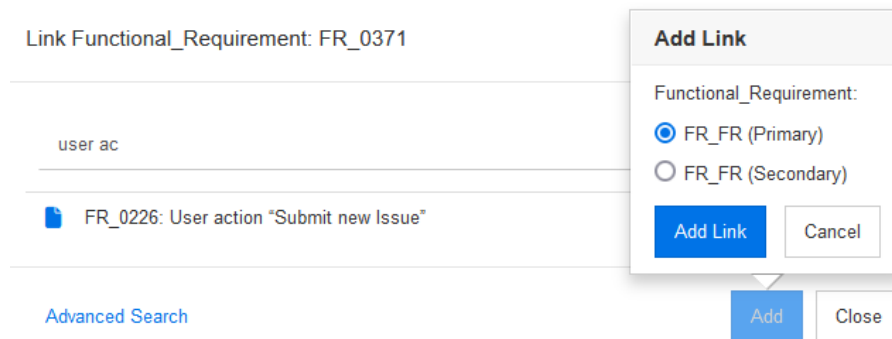 Link Functional_Requirement: FR_0371
user ac
FR_0226: User action “Submit new Issue”
Advanced Search
Add Link
Functional_Requirement:
FR_FR (Primary)
FR_FR (Secondary)
Add Link
Cancel
Add
Close